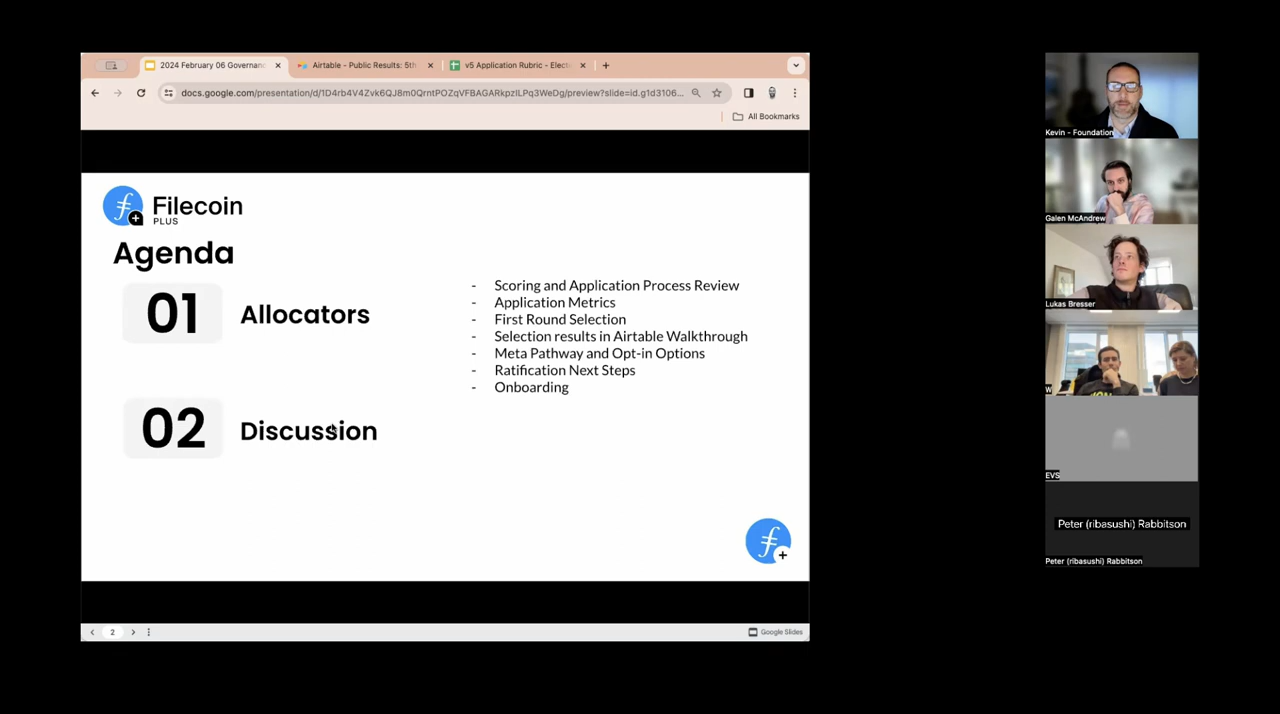 2024 February 06 Governanc
Airtable - Public Results: 5th
v5 Application Rubric - Elect
docs.google.com/presentation/d/1D4rb4V4Zvk6QJ8m0QrntPOZqVFBAGARkpzILPq3WeDg/preview?slide=id.g1d3106...
All Bookmarks
Filecoin
PLUS
Agenda
01 Allocators
- Scoring and Application Process Review
- Application Metrics
- First Round Selection
- Selection results in Airtable Walkthrough
- Meta Pathway and Opt-in Options
- Ratification Next Steps
- Onboarding
02 Discussion
2
Google Slides
Kevin - Foundation
Galen McAndrew
Lukas Bresser
W
EVS
Peter (ribasushi) Rabbitson
Peter (ribasushi) Rabbitson